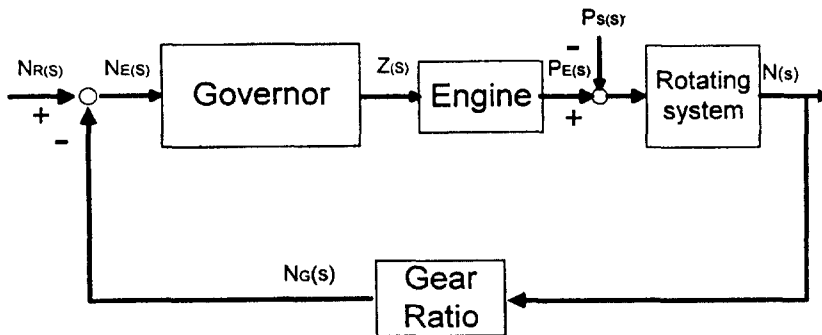 PS(S)
-
NR(S)
NE(S)
Governor
Z(S)
Engine
PE(S)
Rotating
system
N(s)
+
-
+
NG(s)
Gear
Ratio